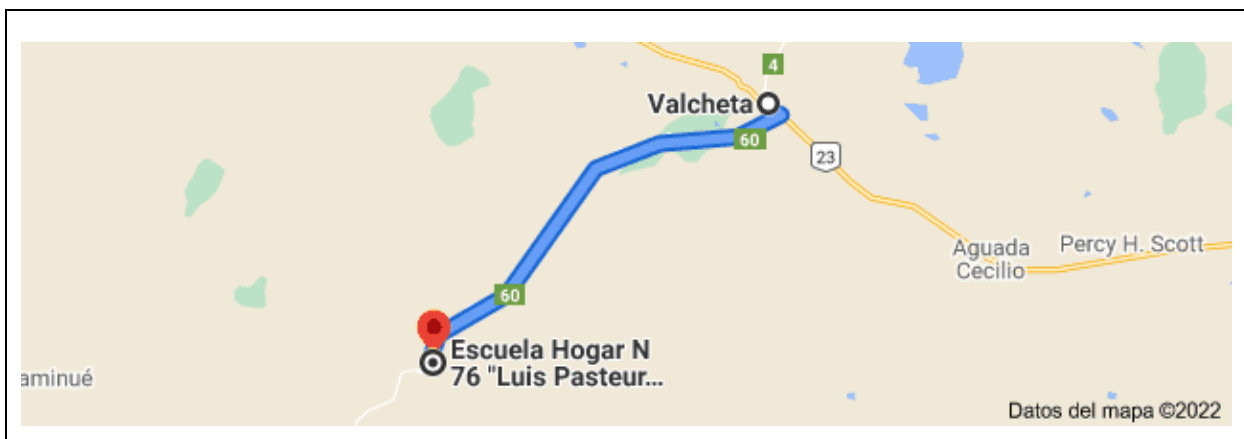 4
Valcheta
60
23
Aguada
Cecilio
Percy H. Scott
60
Escuela Hogar N
76 "Luis Pasteur...
aminué
Datos del mapa ©2022